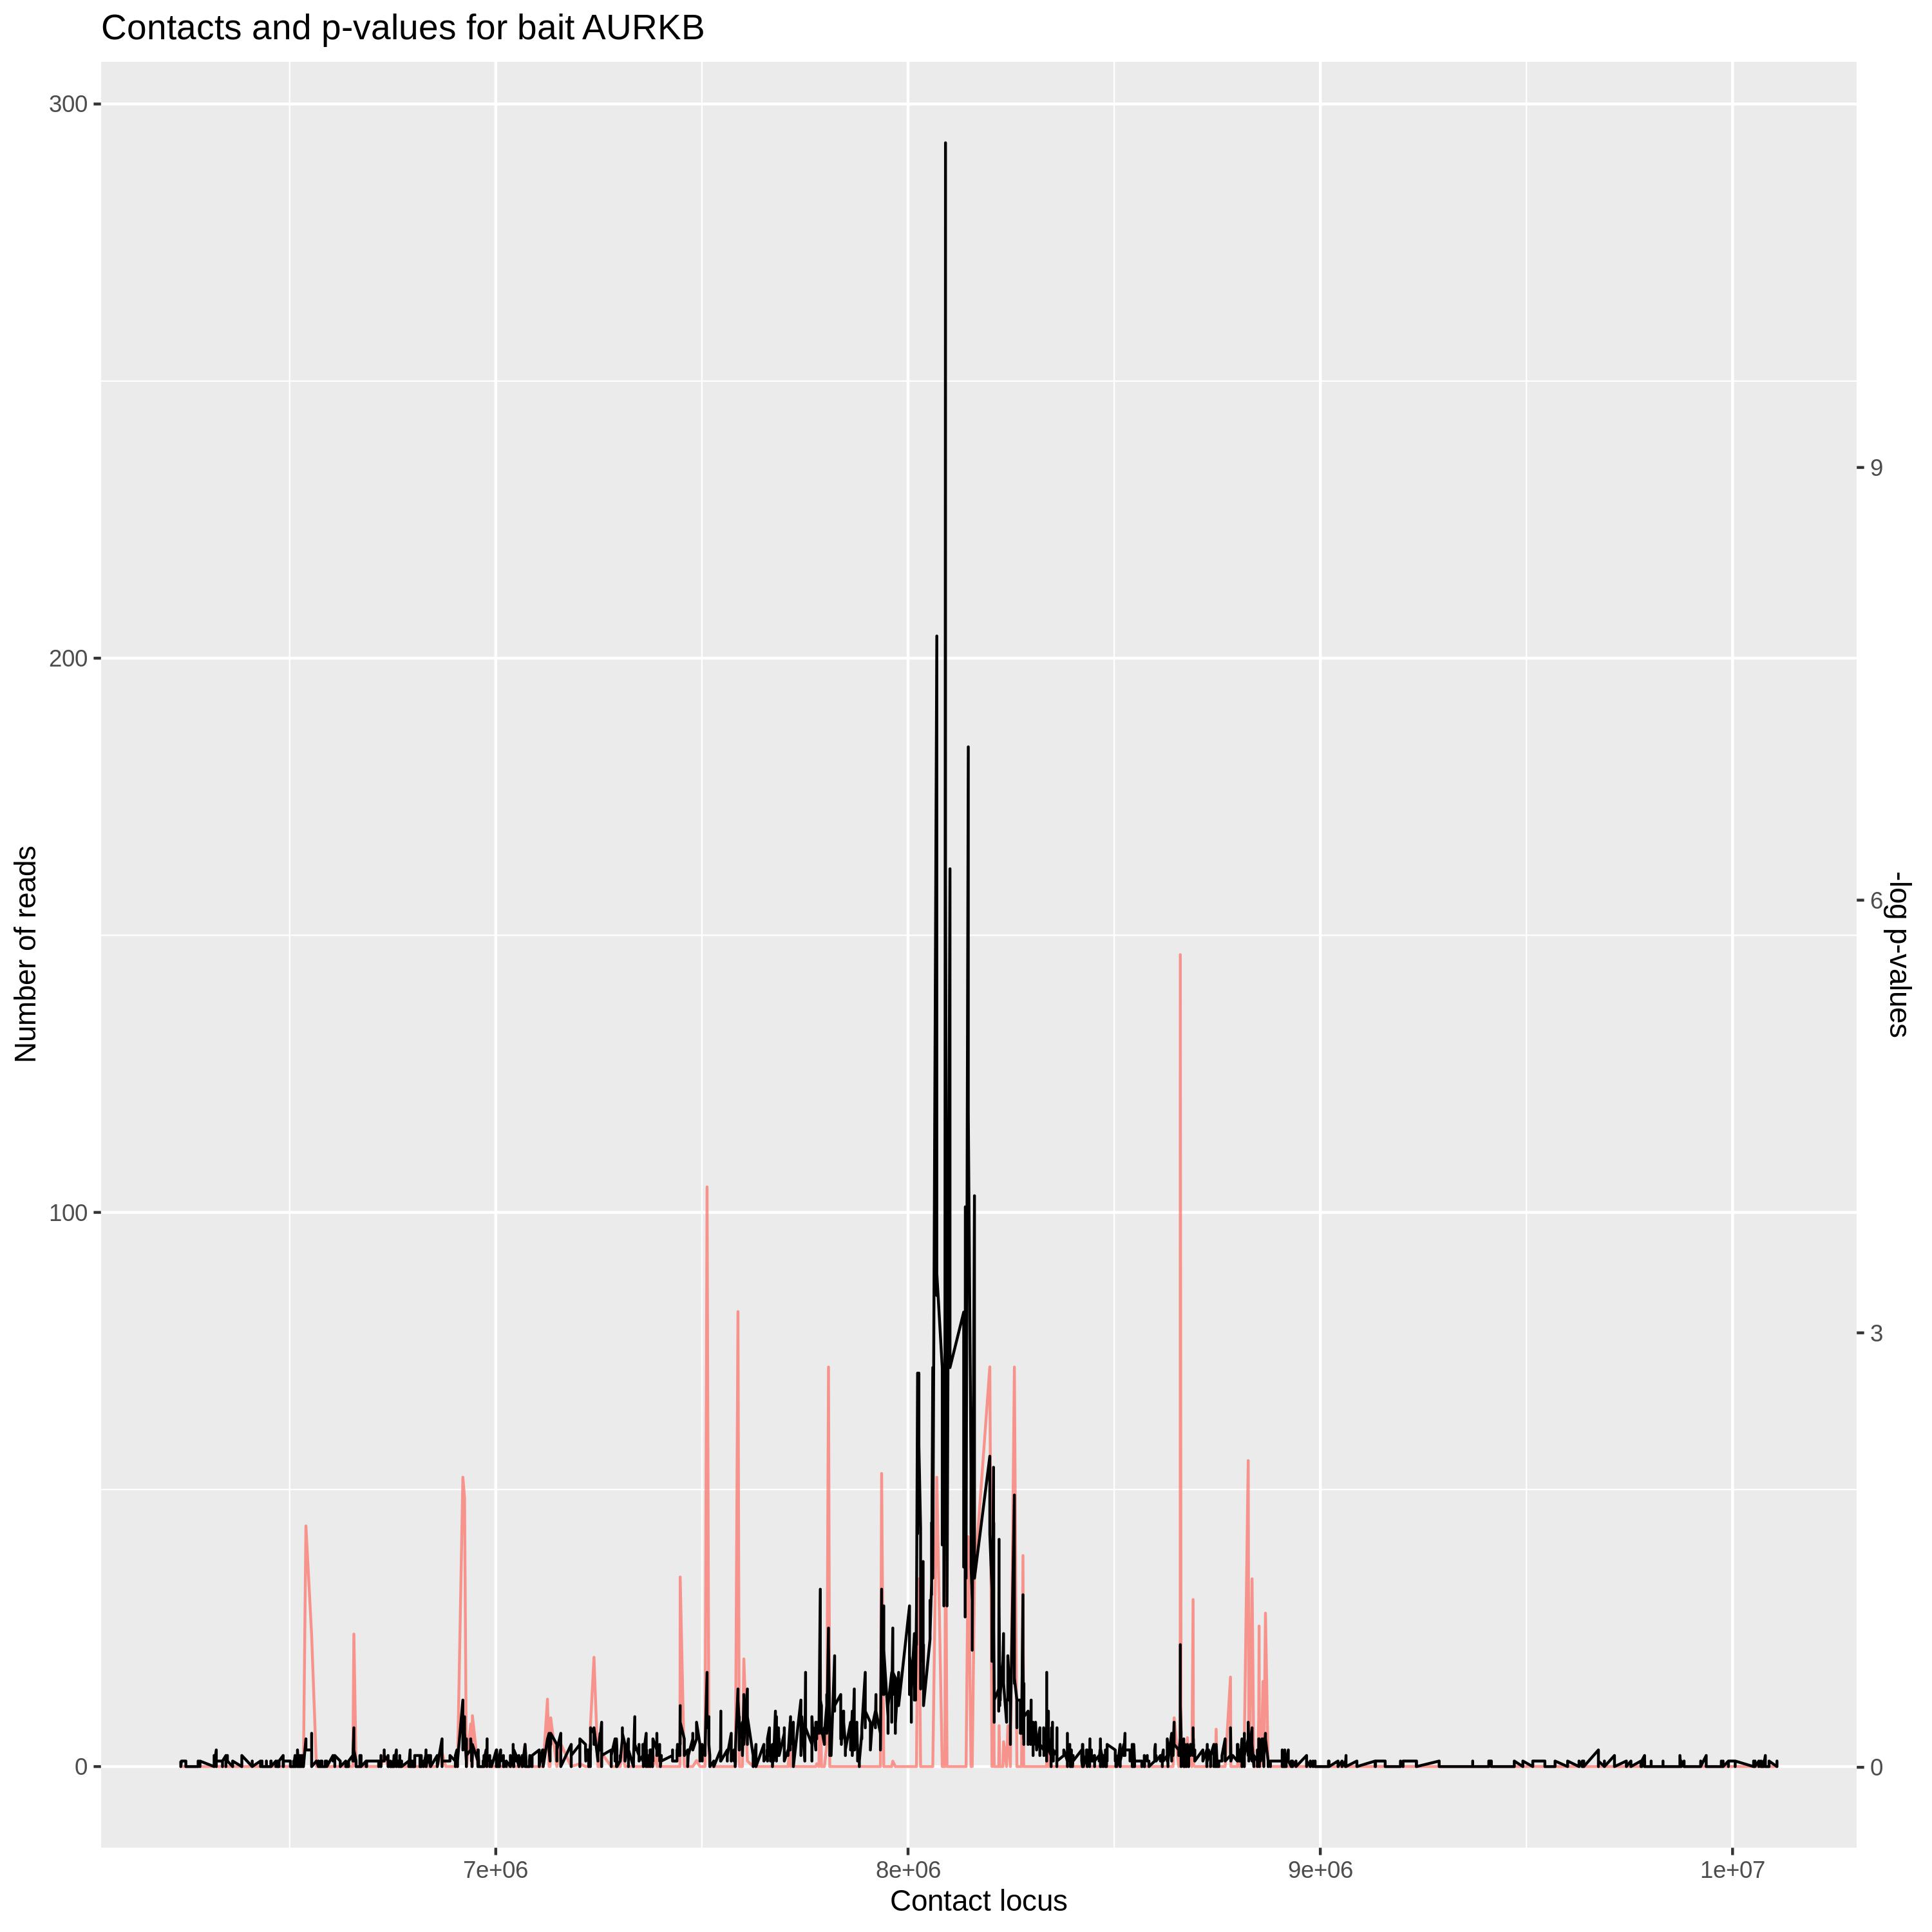 Contacts and p-values for bait AURKB
300
200
100
0
Number of reads
9
6
3
0
-log p-values
7e+06
8e+06
9e+06
1e+07
Contact locus